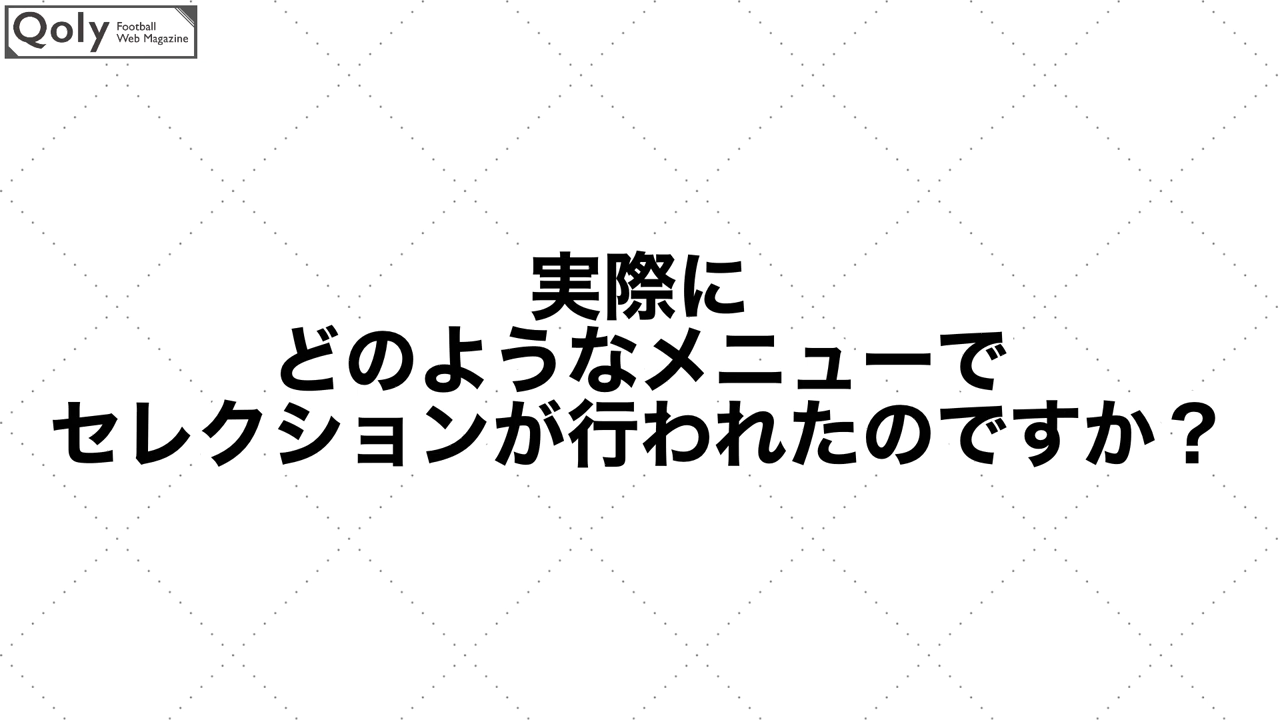 Qoly Football
Web Magazine
実際に
どのようなメニューで
セレクションが行われたのですか？